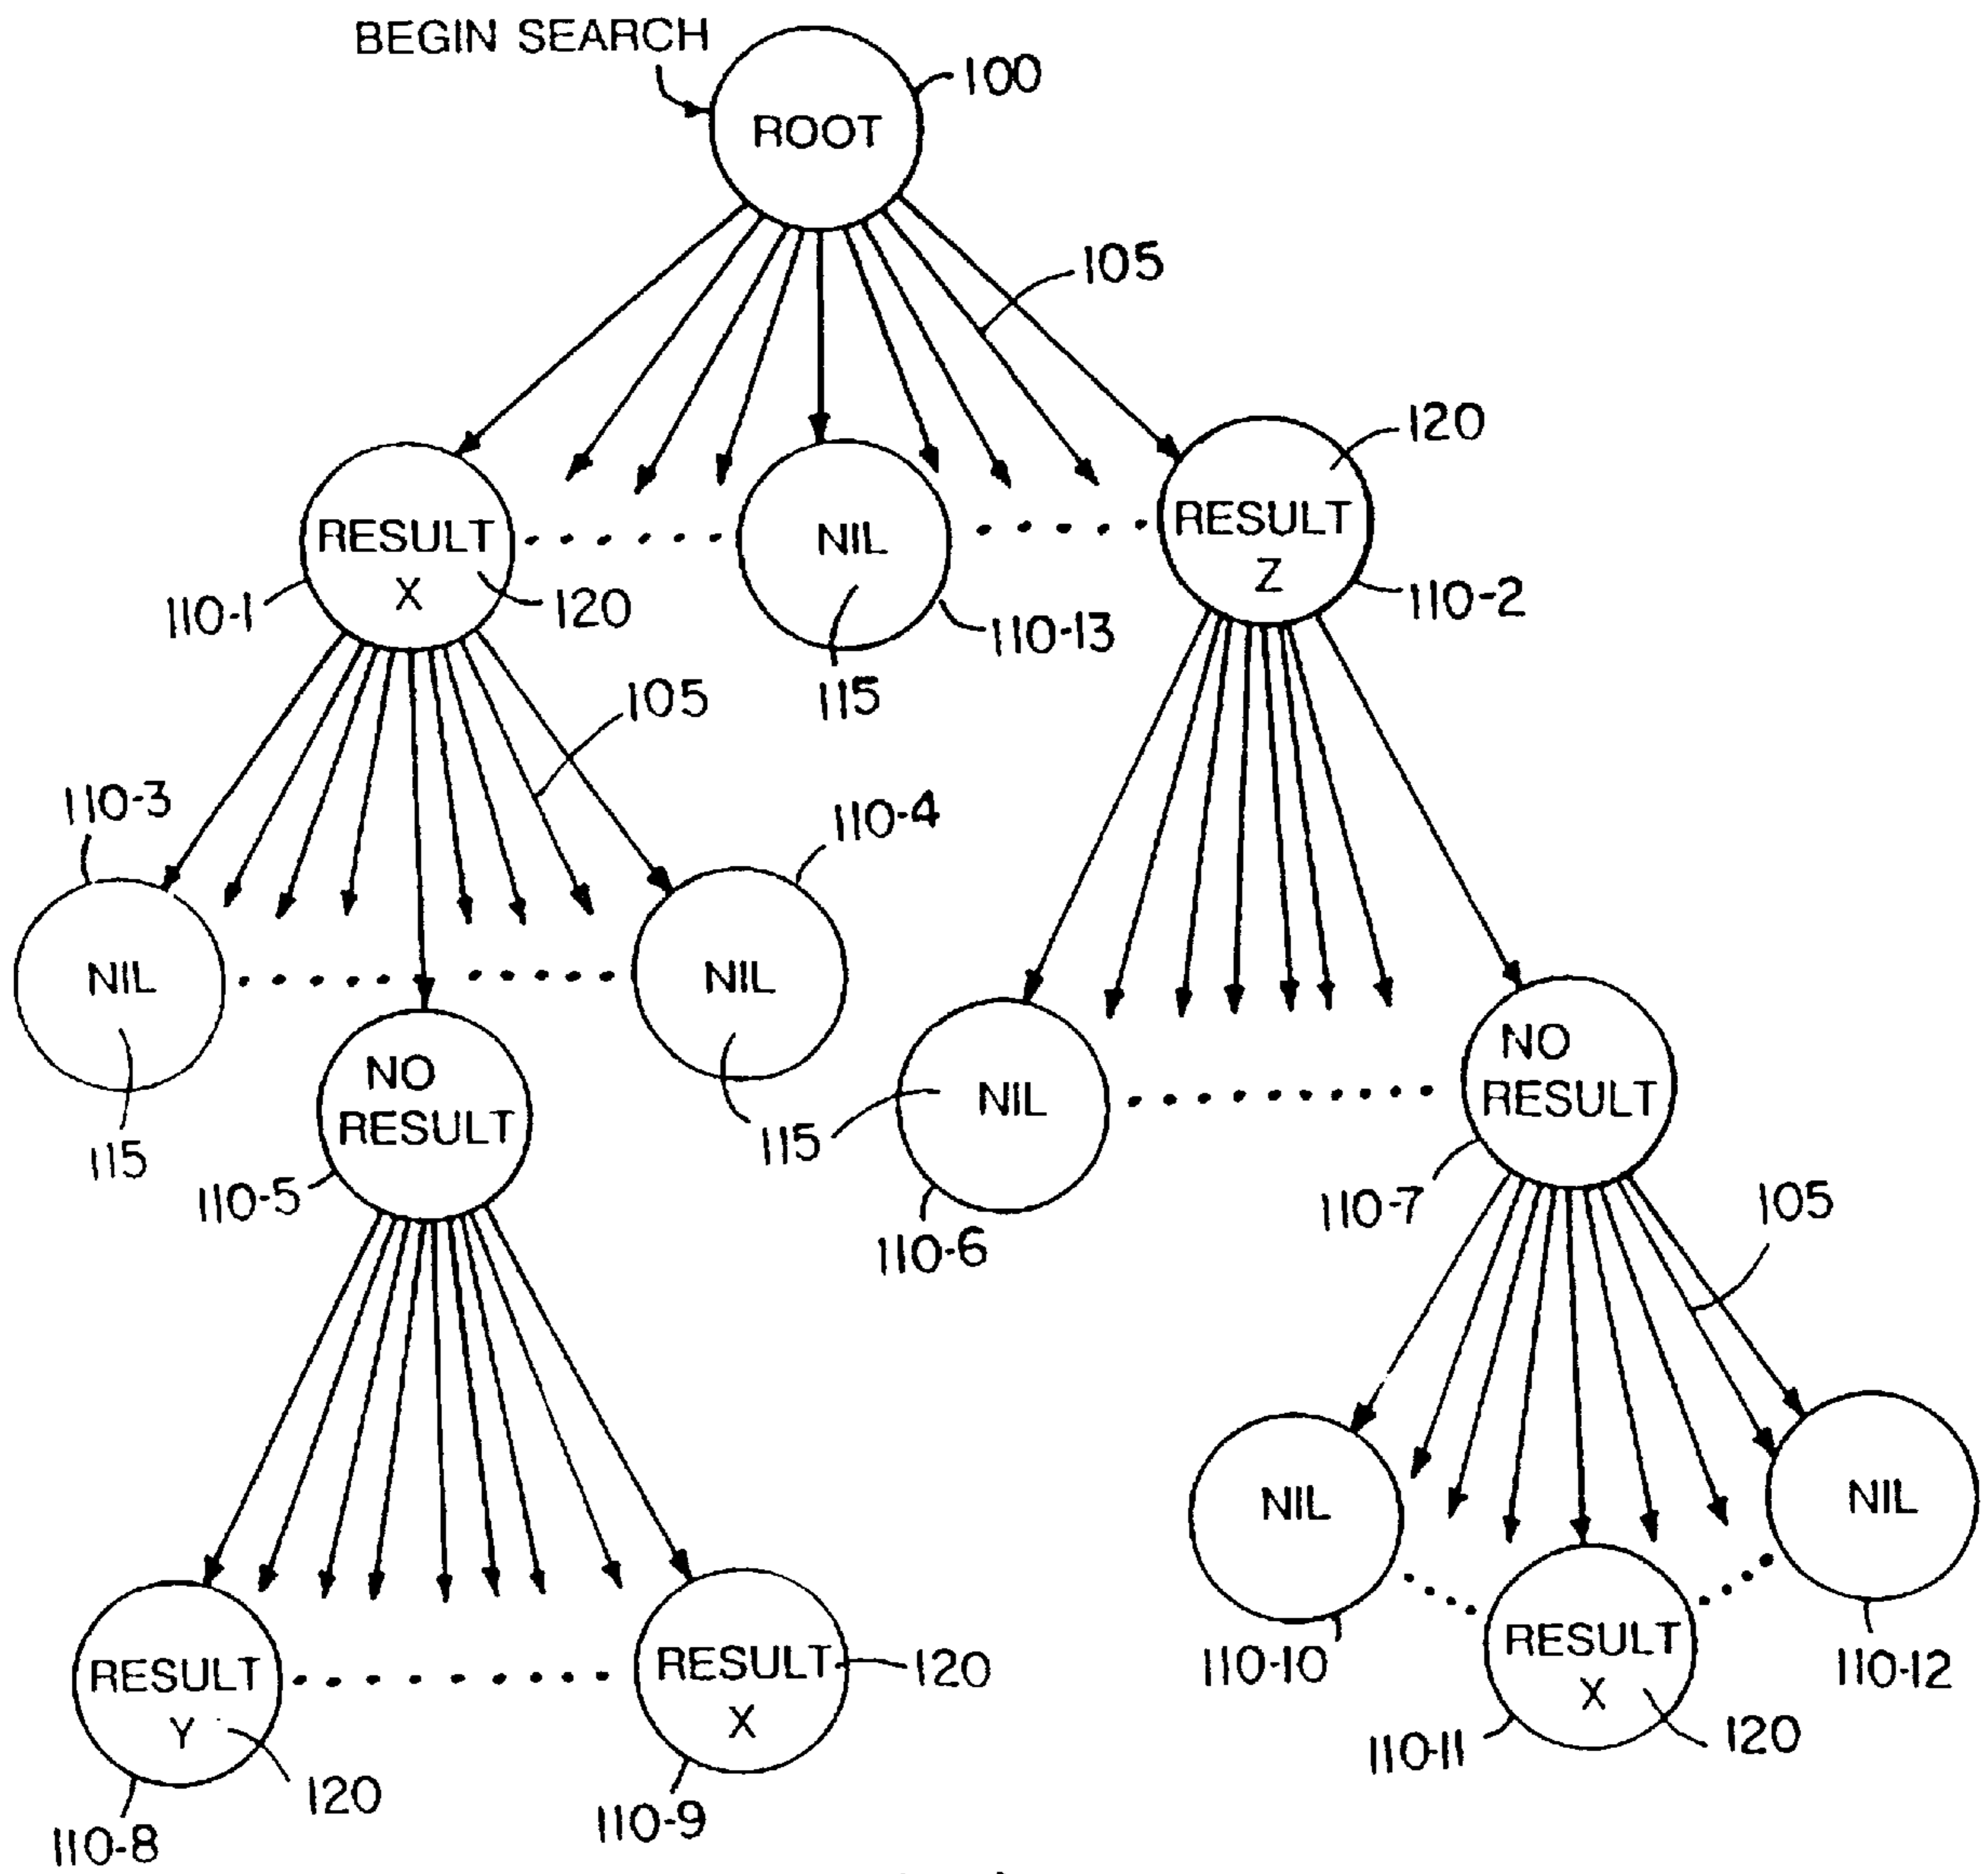 BEGIN SEARCH
100
ROOT
105
120
RESULT
X
NIL
RESULT
Z
110-1
120
110-13
110-2
115
105
110-3
110-4
NIL
NIL
NO
RESULT
NIL
NO
RESULT
115
115
110-5
110-6
110-7
105
NIL
NIL
RESULT
Y
RESULT
X
120
110-10
RESULT
X
110-12
120
110-8
110-9
110-11
120